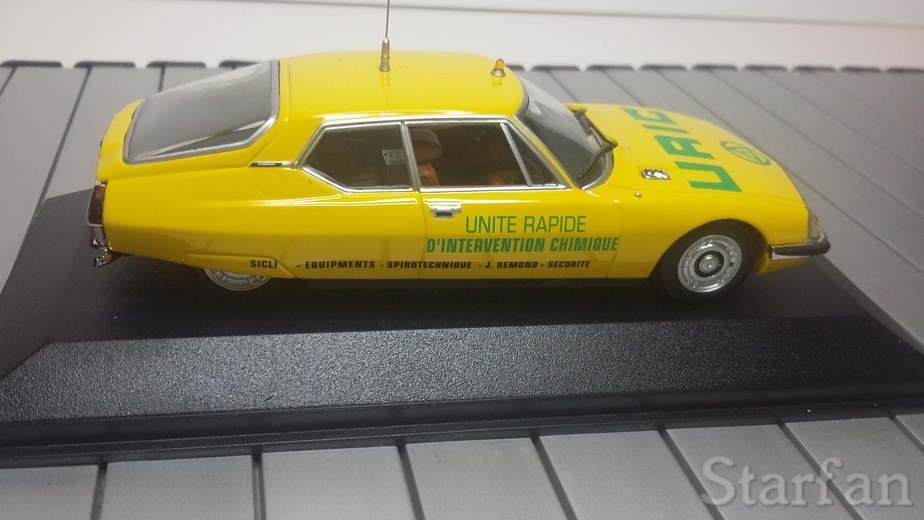 URIC
UNITE RAPIDE
D'INTERVENTION CHIMIQUE
SICLI - EQUIPMENTS - SPIROTECHNIQUE - J. REMOND - SECURITE
Starfan